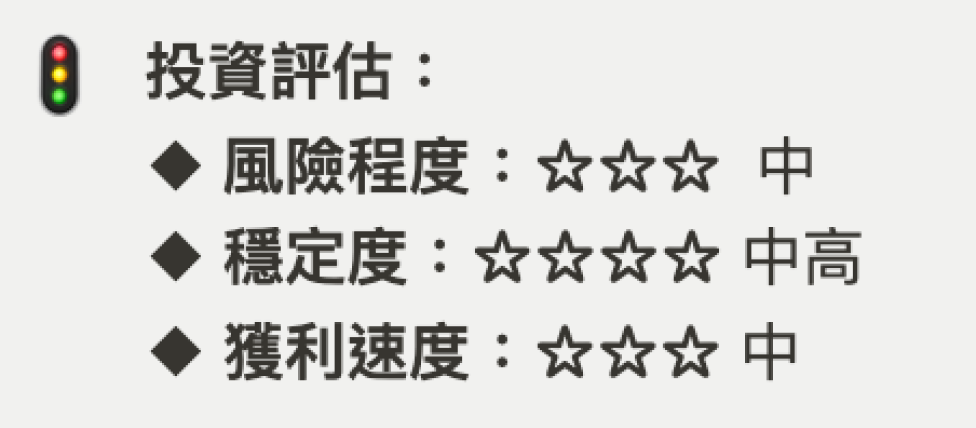 🚦 投資評估：
◆ 風險程度：☆☆☆ 中
◆ 穩定度：☆☆☆☆ 中高
◆ 獲利速度：☆☆☆ 中